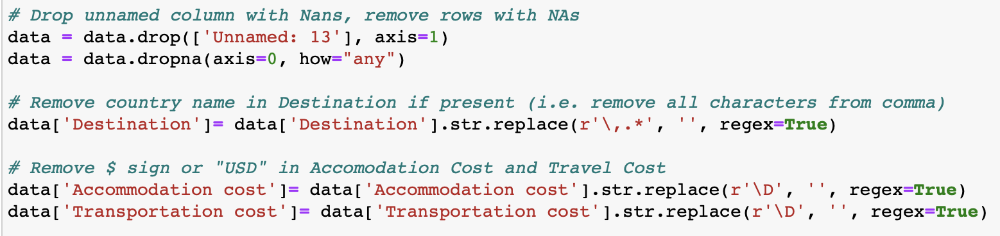 # Drop unnamed column with Nans, remove rows with NAs
data = data.drop(['Unnamed: 13'], axis=1)
data = data.dropna(axis=0, how="any")
# Remove country name in Destination if present (i.e. remove all characters from comma)
data['Destination']= data['Destination'].str.replace(r'\,.*', '', regex=True)
# Remove $ sign or "USD" in Accomodation Cost and Travel Cost
data['Accommodation cost']= data['Accommodation cost'].str.replace(r'\D', '', regex=True)
data['Transportation cost']= data['Transportation cost'].str.replace(r'\D', '', regex=True)